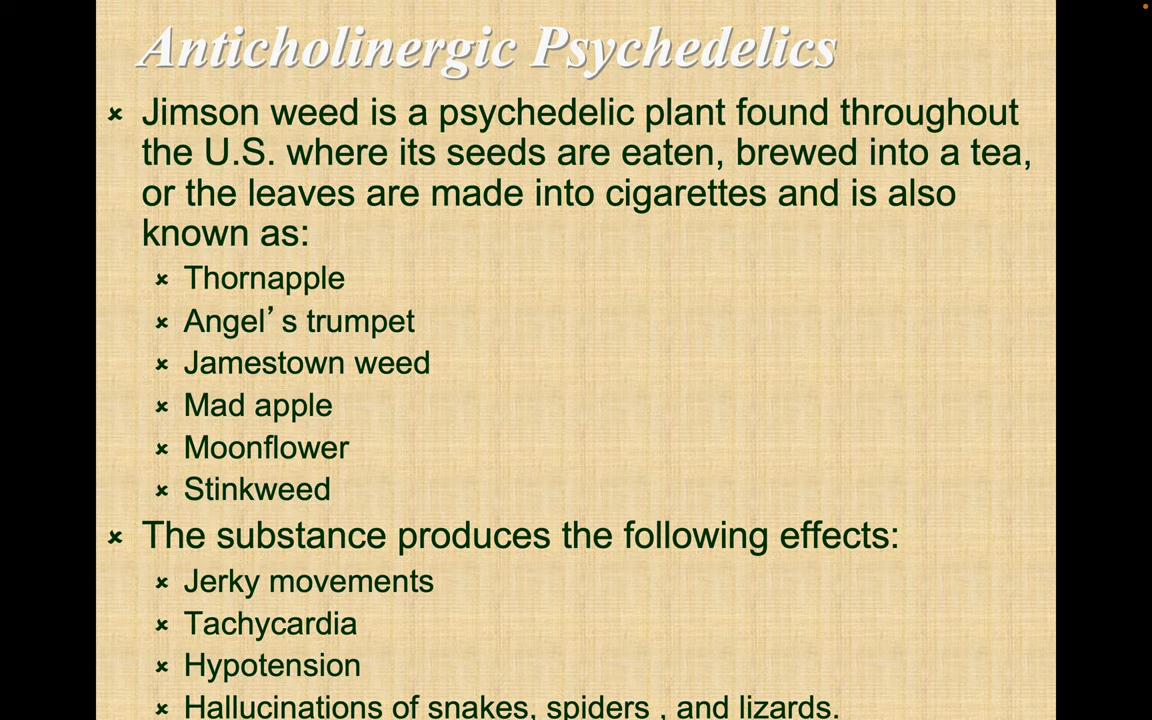 Anticholinergic Psychedelics
× Jimson weed is a psychedelic plant found throughout
the U.S. where its seeds are eaten, brewed into a tea,
or the leaves are made into cigarettes and is also
known as:
× Thornapple
× Angel’s trumpet
× Jamestown weed
× Mad apple
× Moonflower
× Stinkweed
× The substance produces the following effects:
× Jerky movements
× Tachycardia
× Hypotension
× Hallucinations of snakes, spiders , and lizards.